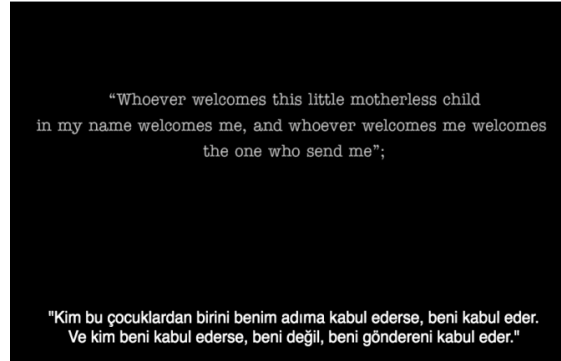 “Whoever welcomes this little motherless child
in my name welcomes me, and whoever welcomes me welcomes
the one who send me”;
"Kim bu çocuklardan birini benim adıma kabul ederse, beni kabul eder.
Ve kim beni kabul ederse, beni değil, beni göndereni kabul eder."